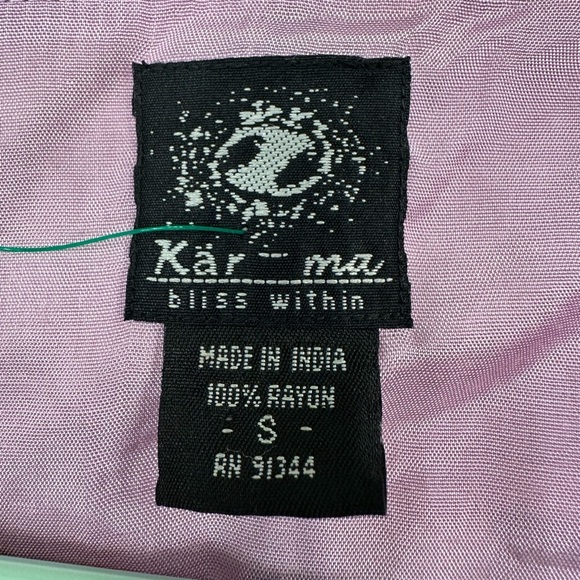 Kär - ma
bliss within
MADE IN INDIA
100% RAYON
- S -
RN 91344